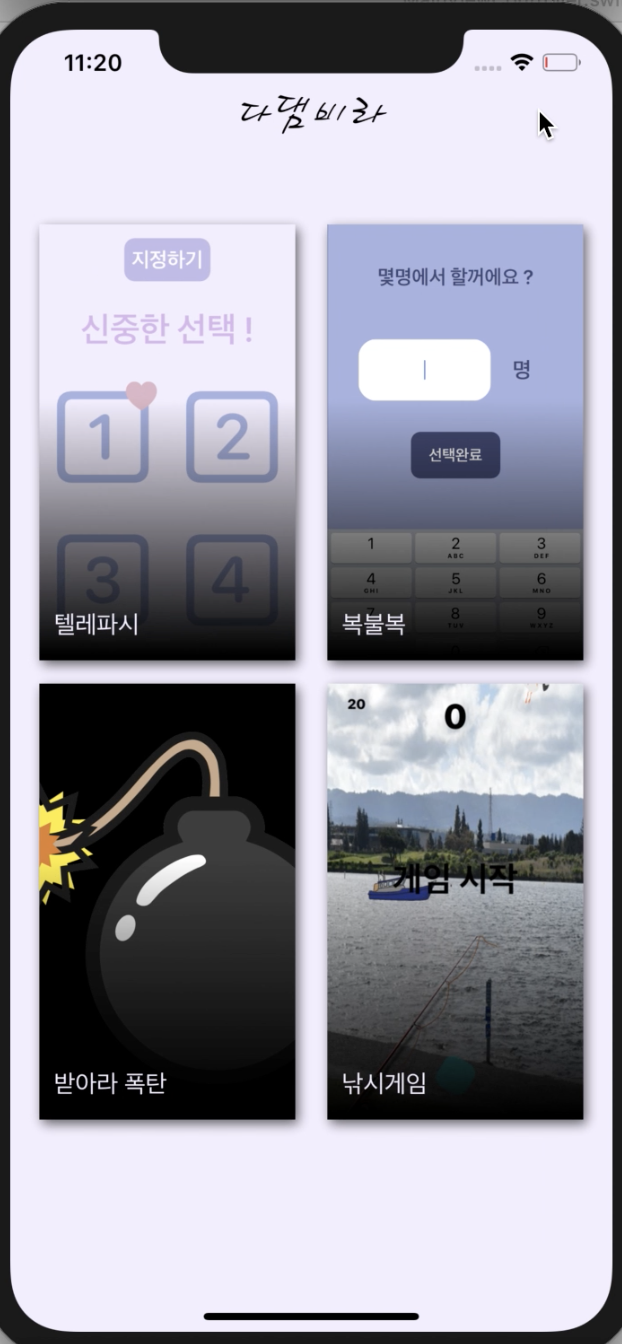 11:20
다댐비라
지정하기
신중한 선택 !
1 2
3 4
텔레파시
몇명에서 할꺼에요 ?
명
선택완료
1 2 3
ABC DEF
4 5 6
GHI JKL MNO
7 8 9
TUV WXYZ
복불복
받아라 폭탄
20
0
게임 시작
낚시게임